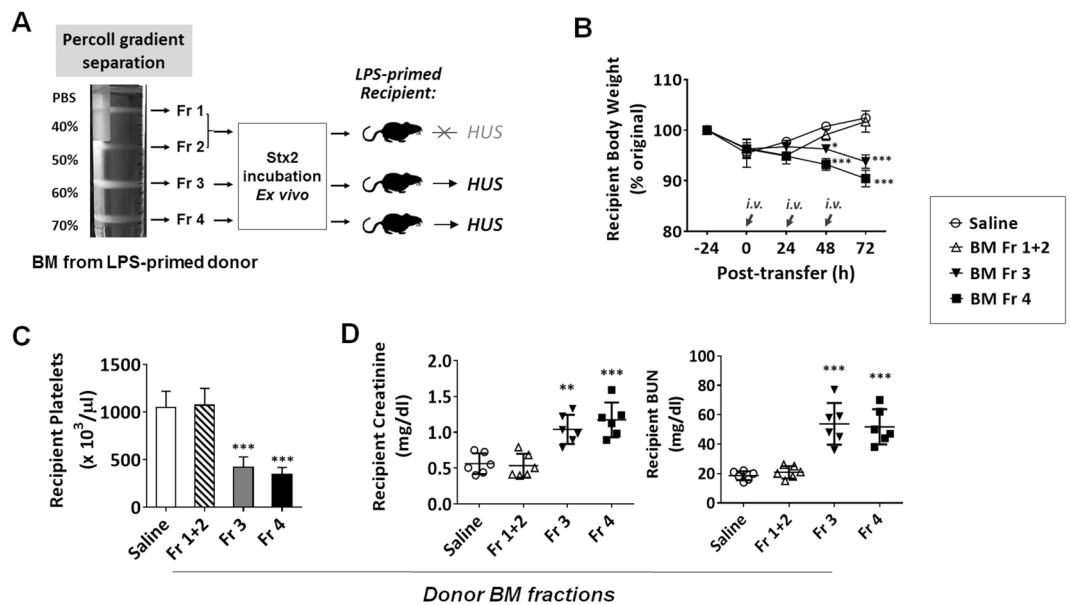 A
Percoll gradient
separation
PBS
40%
50%
60%
70%
Fr 1
Fr 2
Fr 3
Fr 4
Stx2
incubation
Ex vivo
LPS-primed
Recipient:
HUS
HUS
HUS
BM from LPS-primed donor
B
Recipient Body Weight
(% original)
110
100
90
80
*
***
***
***
i.v.
i.v.
i.v.
-24
0
24
48
72
Post-transfer (h)
Saline
BM Fr 1+2
BM Fr 3
BM Fr 4
C
Recipient Platelets
(x 10³/µl)
1500
1000
500
0
***
***
Saline
Fr 1+2
Fr 3
Fr 4
D
Recipient Creatinine
(mg/dl)
2.0
1.5
1.0
0.5
0.0
**
***
Saline
Fr 1+2
Fr 3
Fr 4
Recipient BUN
(mg/dl)
100
80
60
40
20
0
***
***
Saline
Fr 1+2
Fr 3
Fr 4
Donor BM fractions